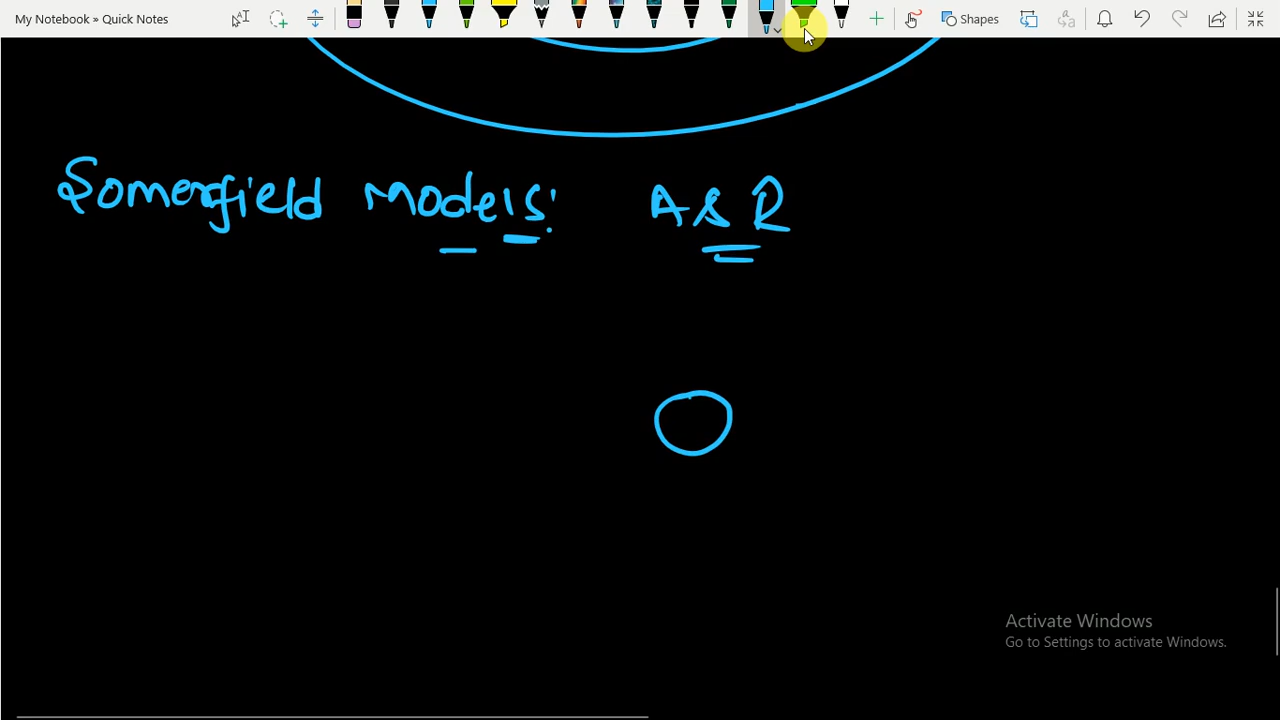 My Notebook » Quick Notes
Shapes
Somerfield Models: A & R
Activate Windows
Go to Settings to activate Windows.